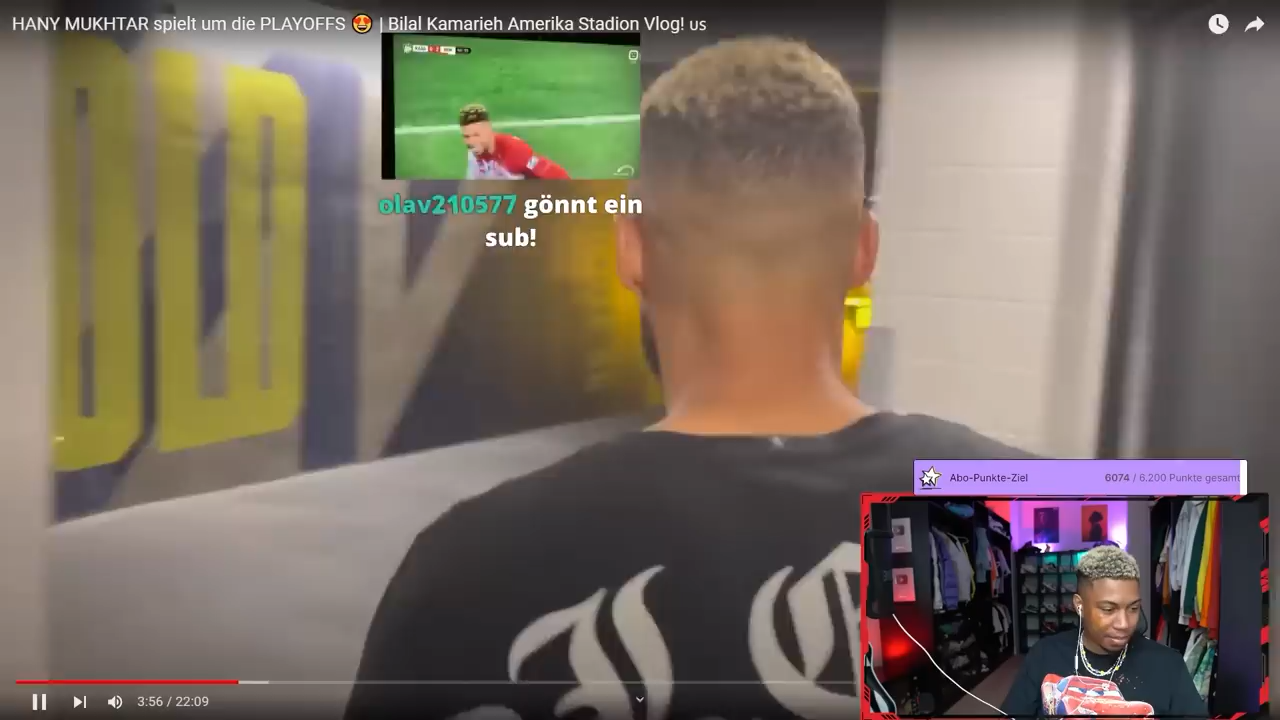 HANY MUKHTAR spielt um die PLAYOFFS 😍 | Bilal Kamarieh Amerika Stadion Vlog! us
olav210577 gönnt ein
sub!
Abo-Punkte-Ziel 6074 / 6.200 Punkte gesamt
3:56 / 22:09